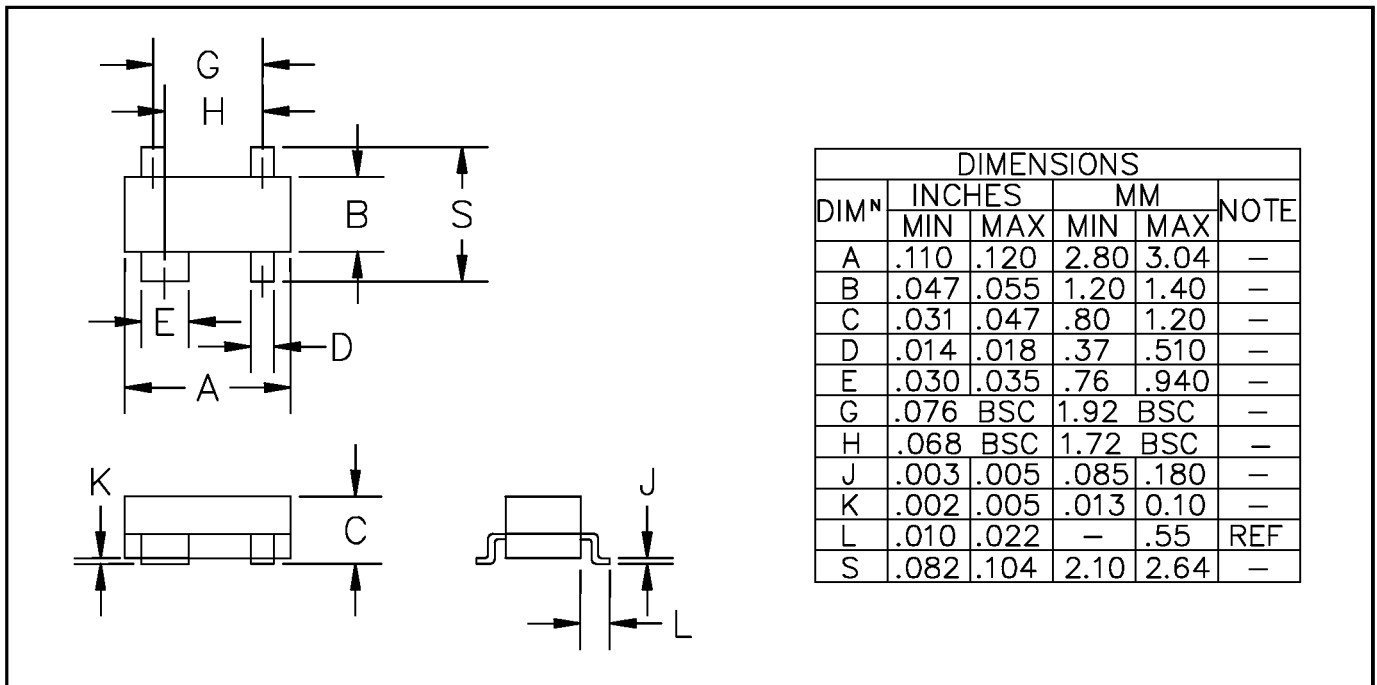 G
H
B
S
E
D
A
K
C
J
L
DIMENSIONS
DIMᴺ INCHES MM NOTE
MIN MAX MIN MAX
A .110 .120 2.80 3.04 –
B .047 .055 1.20 1.40 –
C .031 .047 .80 1.20 –
D .014 .018 .37 .510 –
E .030 .035 .76 .940 –
G .076 BSC 1.92 BSC –
H .068 BSC 1.72 BSC –
J .003 .005 .085 .180 –
K .002 .005 .013 0.10 –
L .010 .022 – .55 REF
S .082 .104 2.10 2.64 –